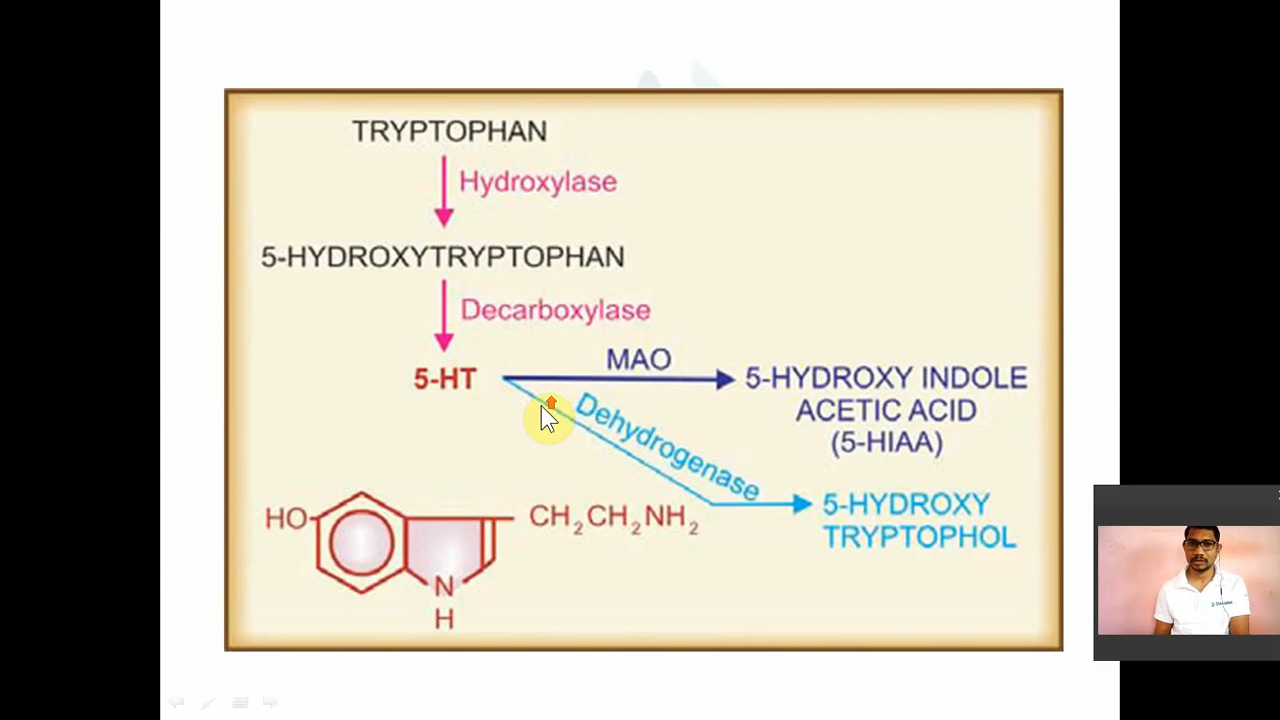 TRYPTOPHAN
Hydroxylase
5-HYDROXYTRYPTOPHAN
Decarboxylase
5-HT
MAO
5-HYDROXY INDOLE
ACETIC ACID
(5-HIAA)
Dehydrogenase
5-HYDROXY
TRYPTOPHOL
HO
CH₂CH₂NH₂
N
H